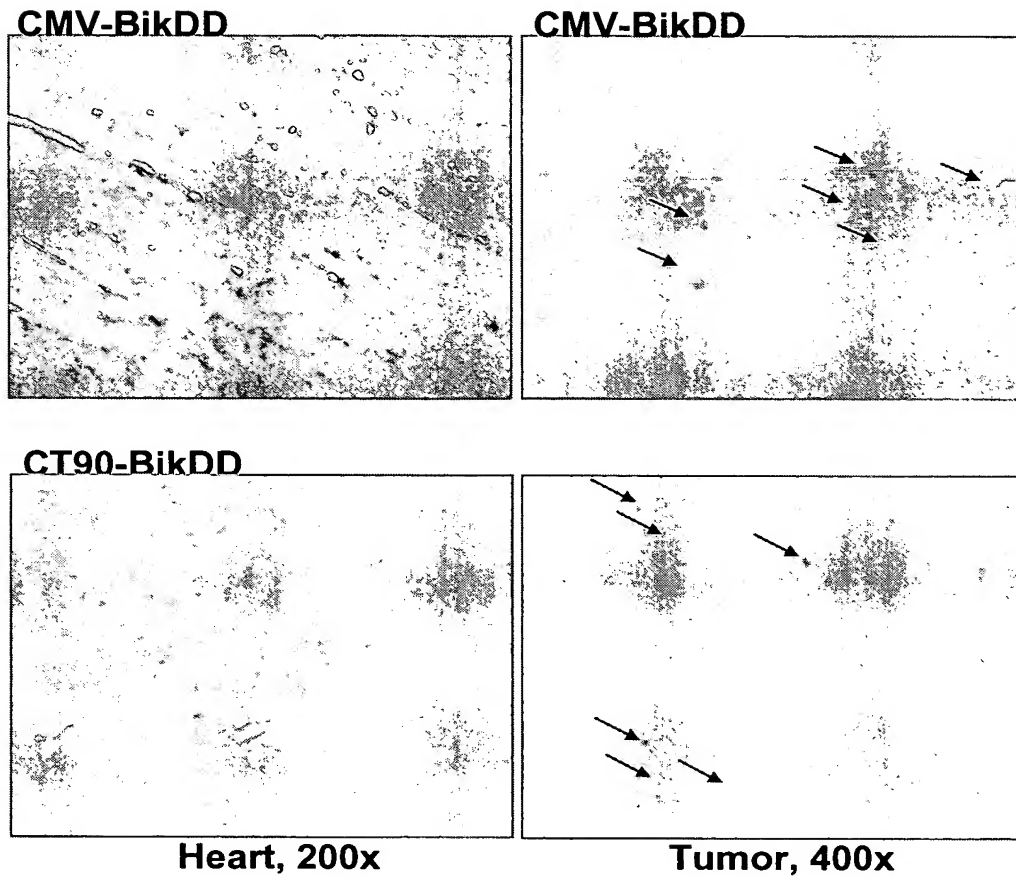 CMV-BikDD
CMV-BikDD
CT90-BikDD
Heart, 200x
Tumor, 400x